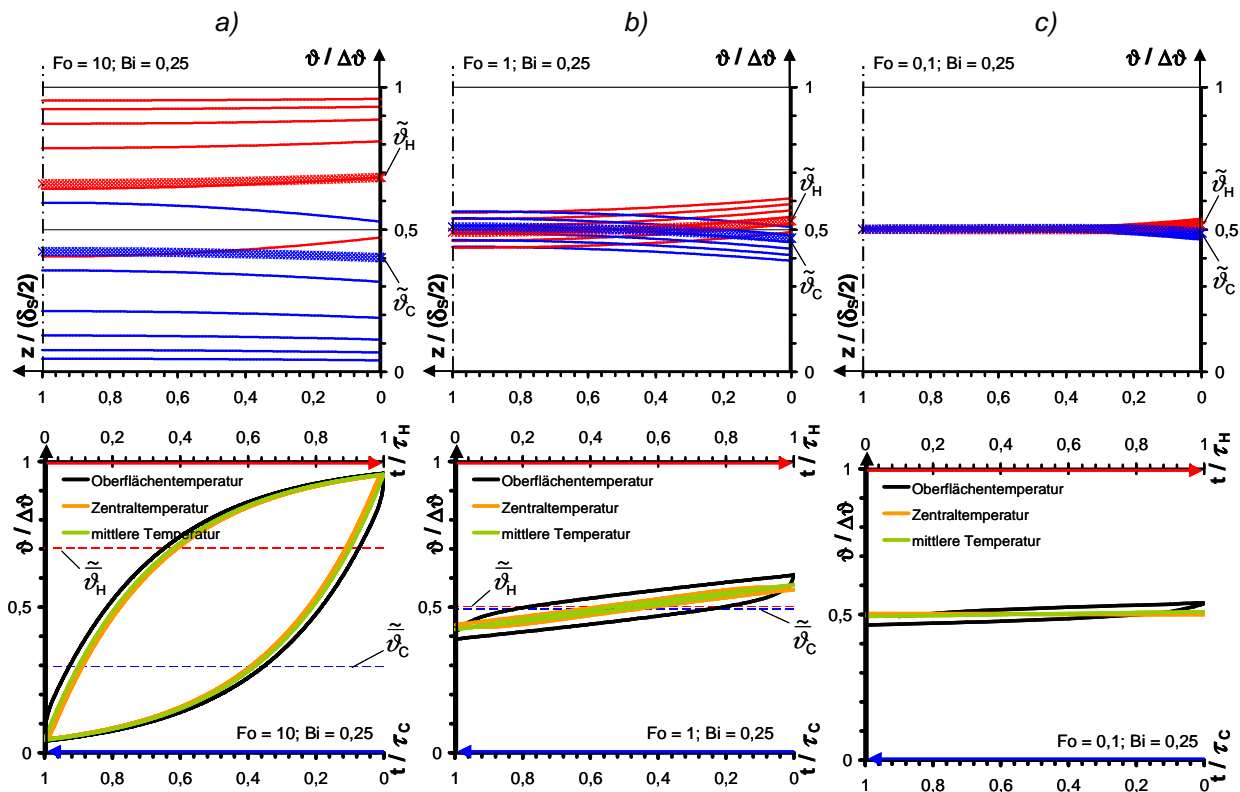 a)
b)
c)
Fo = 10; Bi = 0,25
ϑ / Δϑ
1
ϑ̃H
0,5
ϑ̃C
z / (δS/2)
0
1 0,8 0,6 0,4 0,2 0
Fo = 1; Bi = 0,25
ϑ / Δϑ
1
ϑ̃H
0,5
ϑ̃C
z / (δS/2)
0
1 0,8 0,6 0,4 0,2 0
Fo = 0,1; Bi = 0,25
ϑ / Δϑ
1
ϑ̃H
0,5
ϑ̃C
z / (δS/2)
0
1 0,8 0,6 0,4 0,2 0
0 0,2 0,4 0,6 0,8 1
t / τH
1
Oberflächentemperatur
Zentraltemperatur
mittlere Temperatur
ϑ / Δϑ
ϑ̃̅H
0,5
ϑ̃̅C
Fo = 10; Bi = 0,25
0
t / τC
1 0,8 0,6 0,4 0,2 0
0 0,2 0,4 0,6 0,8 1
t / τH
1
Oberflächentemperatur
Zentraltemperatur
mittlere Temperatur
ϑ / Δϑ
ϑ̃̅H
0,5
ϑ̃̅C
Fo = 1; Bi = 0,25
0
t / τC
1 0,8 0,6 0,4 0,2 0
0 0,2 0,4 0,6 0,8 1
t / τH
1
Oberflächentemperatur
Zentraltemperatur
mittlere Temperatur
ϑ / Δϑ
0,5
Fo = 0,1; Bi = 0,25
0
t / τC
1 0,8 0,6 0,4 0,2 0